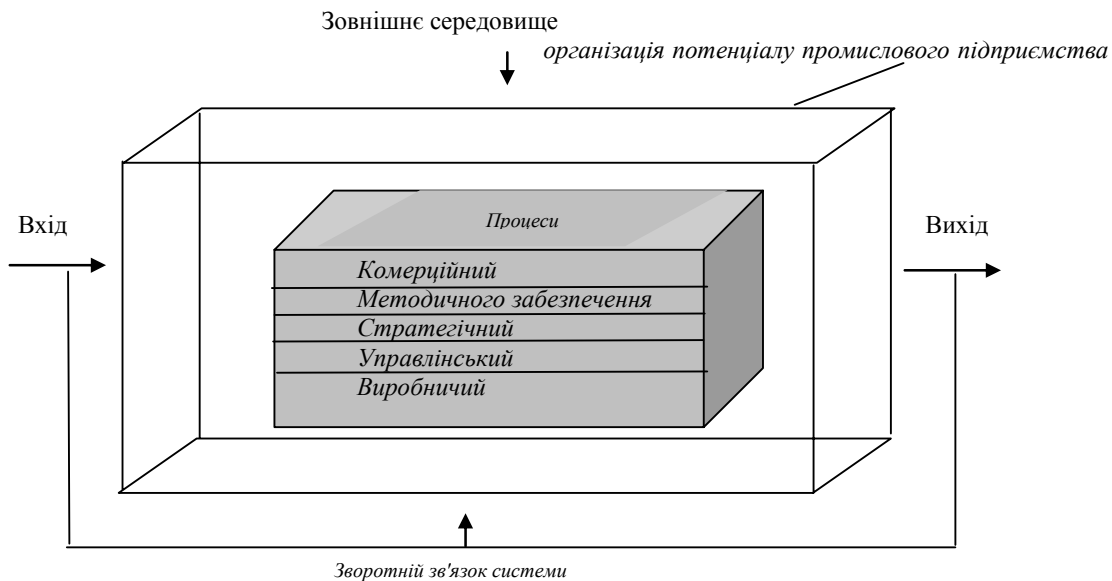 Зовнішнє середовище
організація потенціалу промислового підприємства
Вхід
Процеси
Вихід
Комерційний
Методичного забезпечення
Стратегічний
Управлінський
Виробничий
Зворотній зв'язок системи